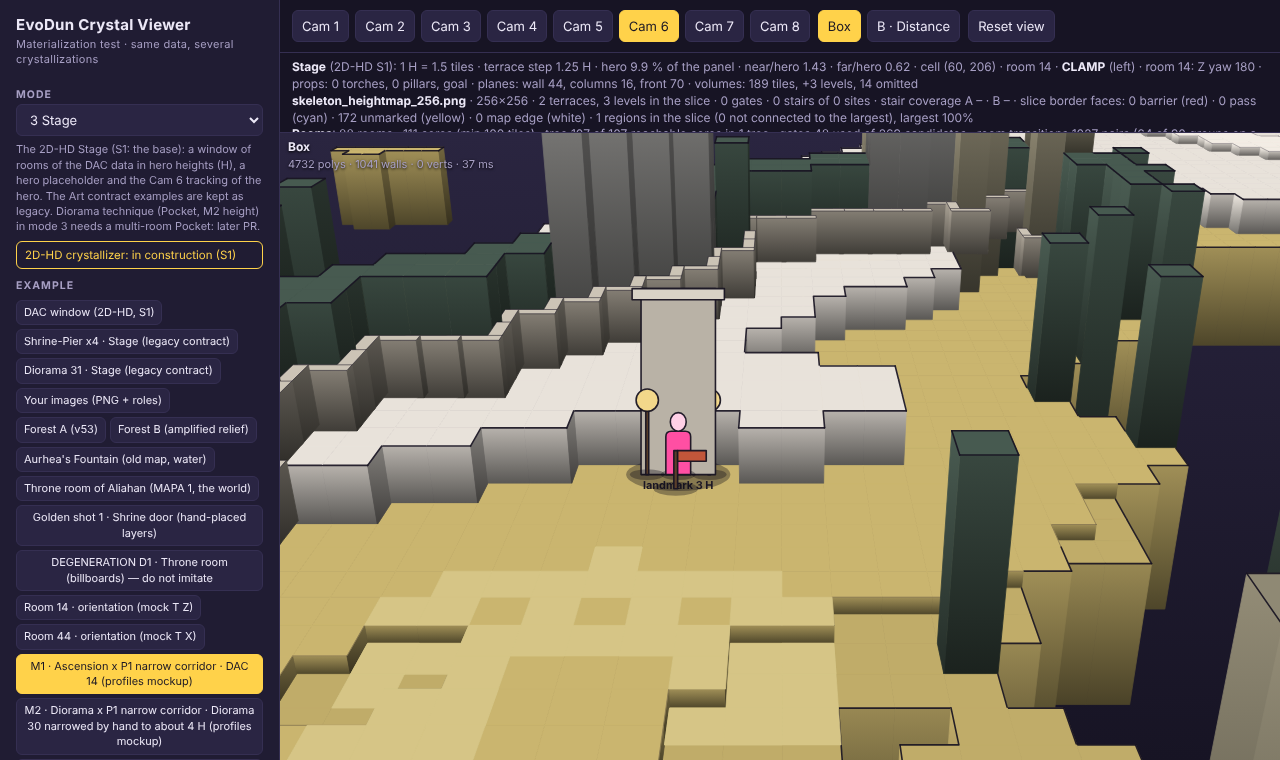 EvoDun Crystal Viewer
Materialization test · same data, several
crystallizations
MODE
3 Stage
The 2D-HD Stage (S1: the base): a window of
rooms of the DAC data in hero heights (H), a
hero placeholder and the Cam 6 tracking of the
hero. The Art contract examples are kept as
legacy. Diorama technique (Pocket, M2 height)
in mode 3 needs a multi-room Pocket: later PR.
2D-HD crystallizer: in construction (S1)
EXAMPLE
DAC window (2D-HD, S1)
Shrine-Pier x4 · Stage (legacy contract)
Diorama 31 · Stage (legacy contract)
Your images (PNG + roles)
Forest A (v53)
Forest B (amplified relief)
Aurhea's Fountain (old map, water)
Throne room of Aliahan (MAPA 1, the world)
Golden shot 1 · Shrine door (hand-placed
layers)
DEGENERATION D1 · Throne room
(billboards) — do not imitate
Room 14 · orientation (mock T Z)
Room 44 · orientation (mock T X)
M1 · Ascension x P1 narrow corridor · DAC
14 (profiles mockup)
M2 · Diorama x P1 narrow corridor · Diorama
30 narrowed by hand to about 4 H (profiles
mockup)
Cam 1
Cam 2
Cam 3
Cam 4
Cam 5
Cam 6
Cam 7
Cam 8
Box
B · Distance
Reset view
Stage (2D-HD S1): 1 H = 1.5 tiles · terrace step 1.25 H · hero 9.9 % of the panel · near/hero 1.43 · far/hero 0.62 · cell (60, 206) · room 14 · CLAMP (left) · room 14: Z yaw 180 ·
props: 0 torches, 0 pillars, goal · planes: wall 44, columns 16, front 70 · volumes: 189 tiles, +3 levels, 14 omitted
skeleton_heightmap_256.png · 256×256 · 2 terraces, 3 levels in the slice · 0 gates · 0 stairs of 0 sites · stair coverage A – · B – · slice border faces: 0 barrier (red) · 0 pass
(cyan) · 172 unmarked (yellow) · 0 map edge (white) · 1 regions in the slice (0 not connected to the largest), largest 100%
Box
4732 polys · 1041 walls · 0 verts · 37 ms
landmark 3 H